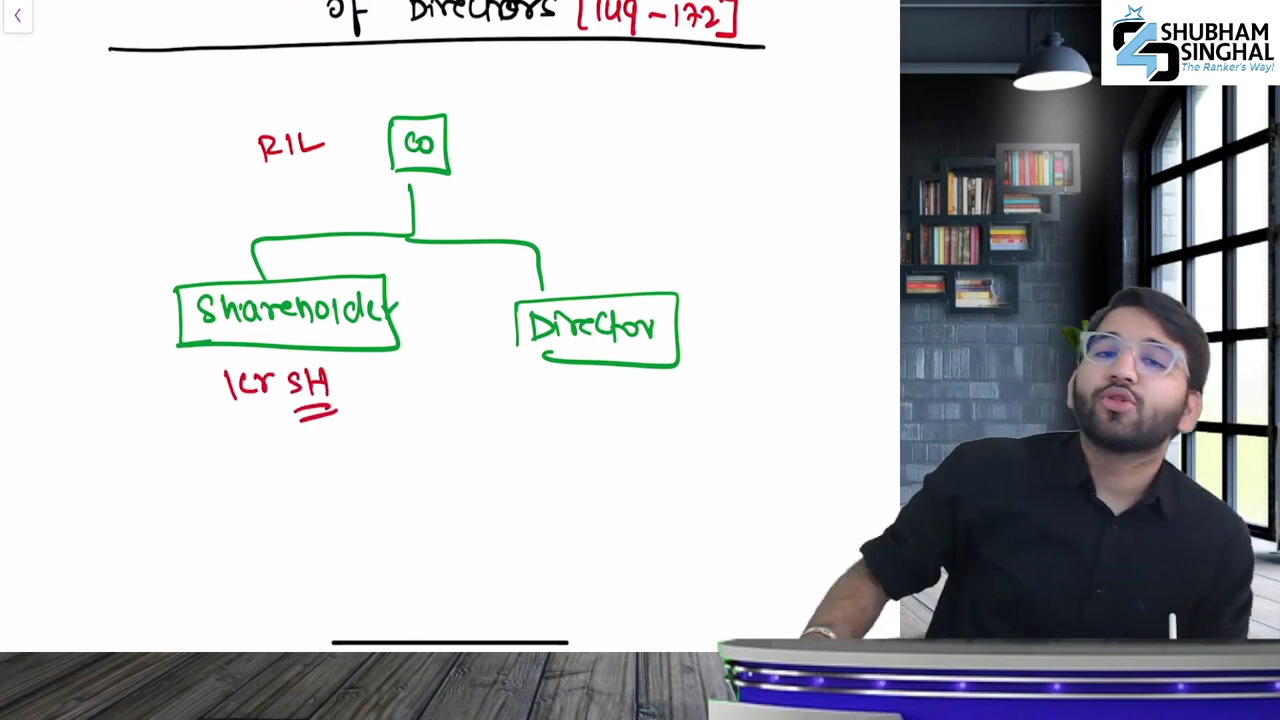 of Directors [149-172]
SHUBHAM
SINGHAL
The Ranker's Way!
RIL
CO
Shareholder
Director
1cr SH